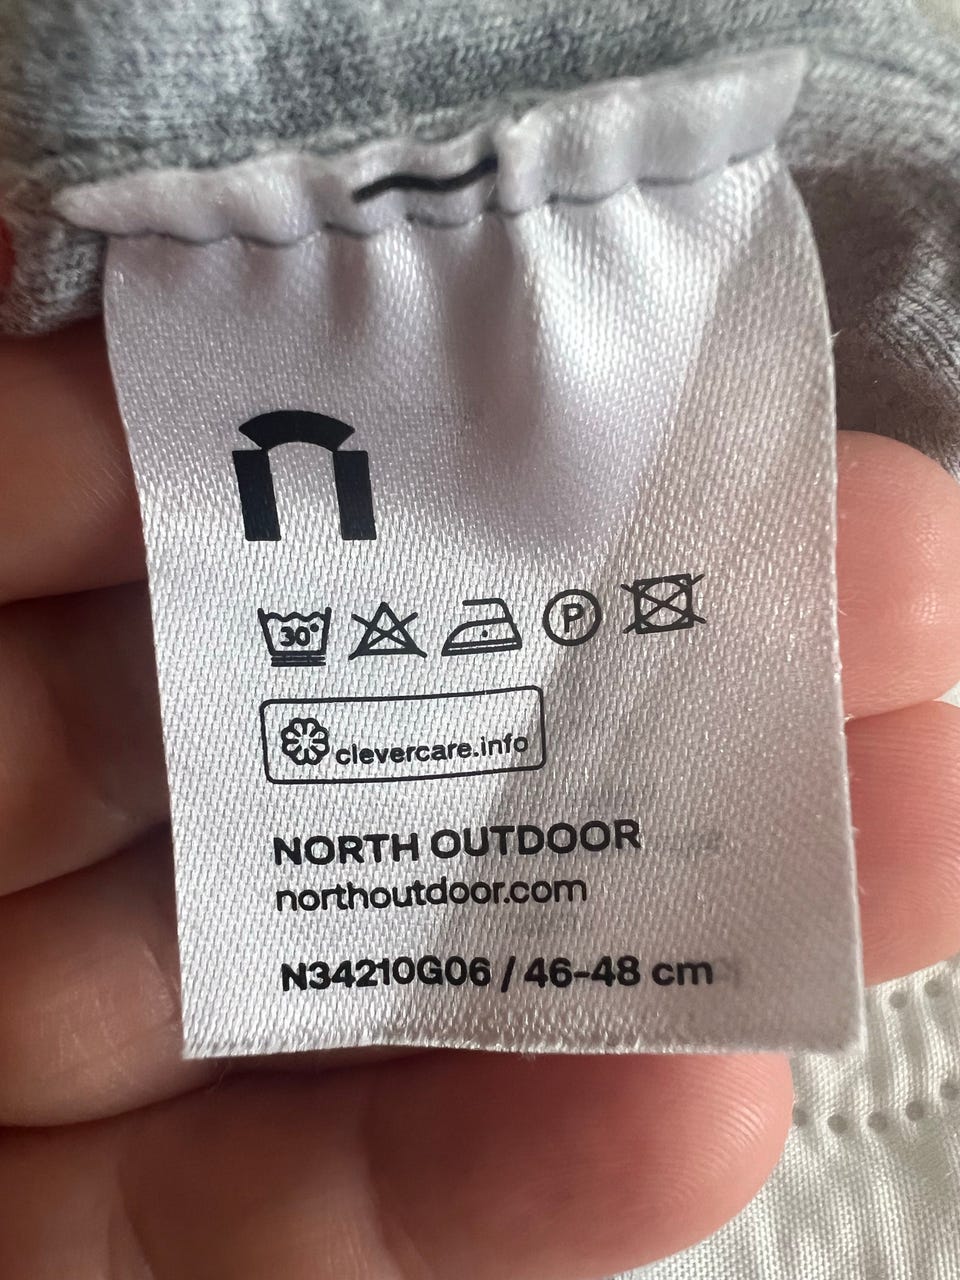 30°
P
clevercare.info
NORTH OUTDOOR
northoutdoor.com
N34210G06 / 46-48 cm